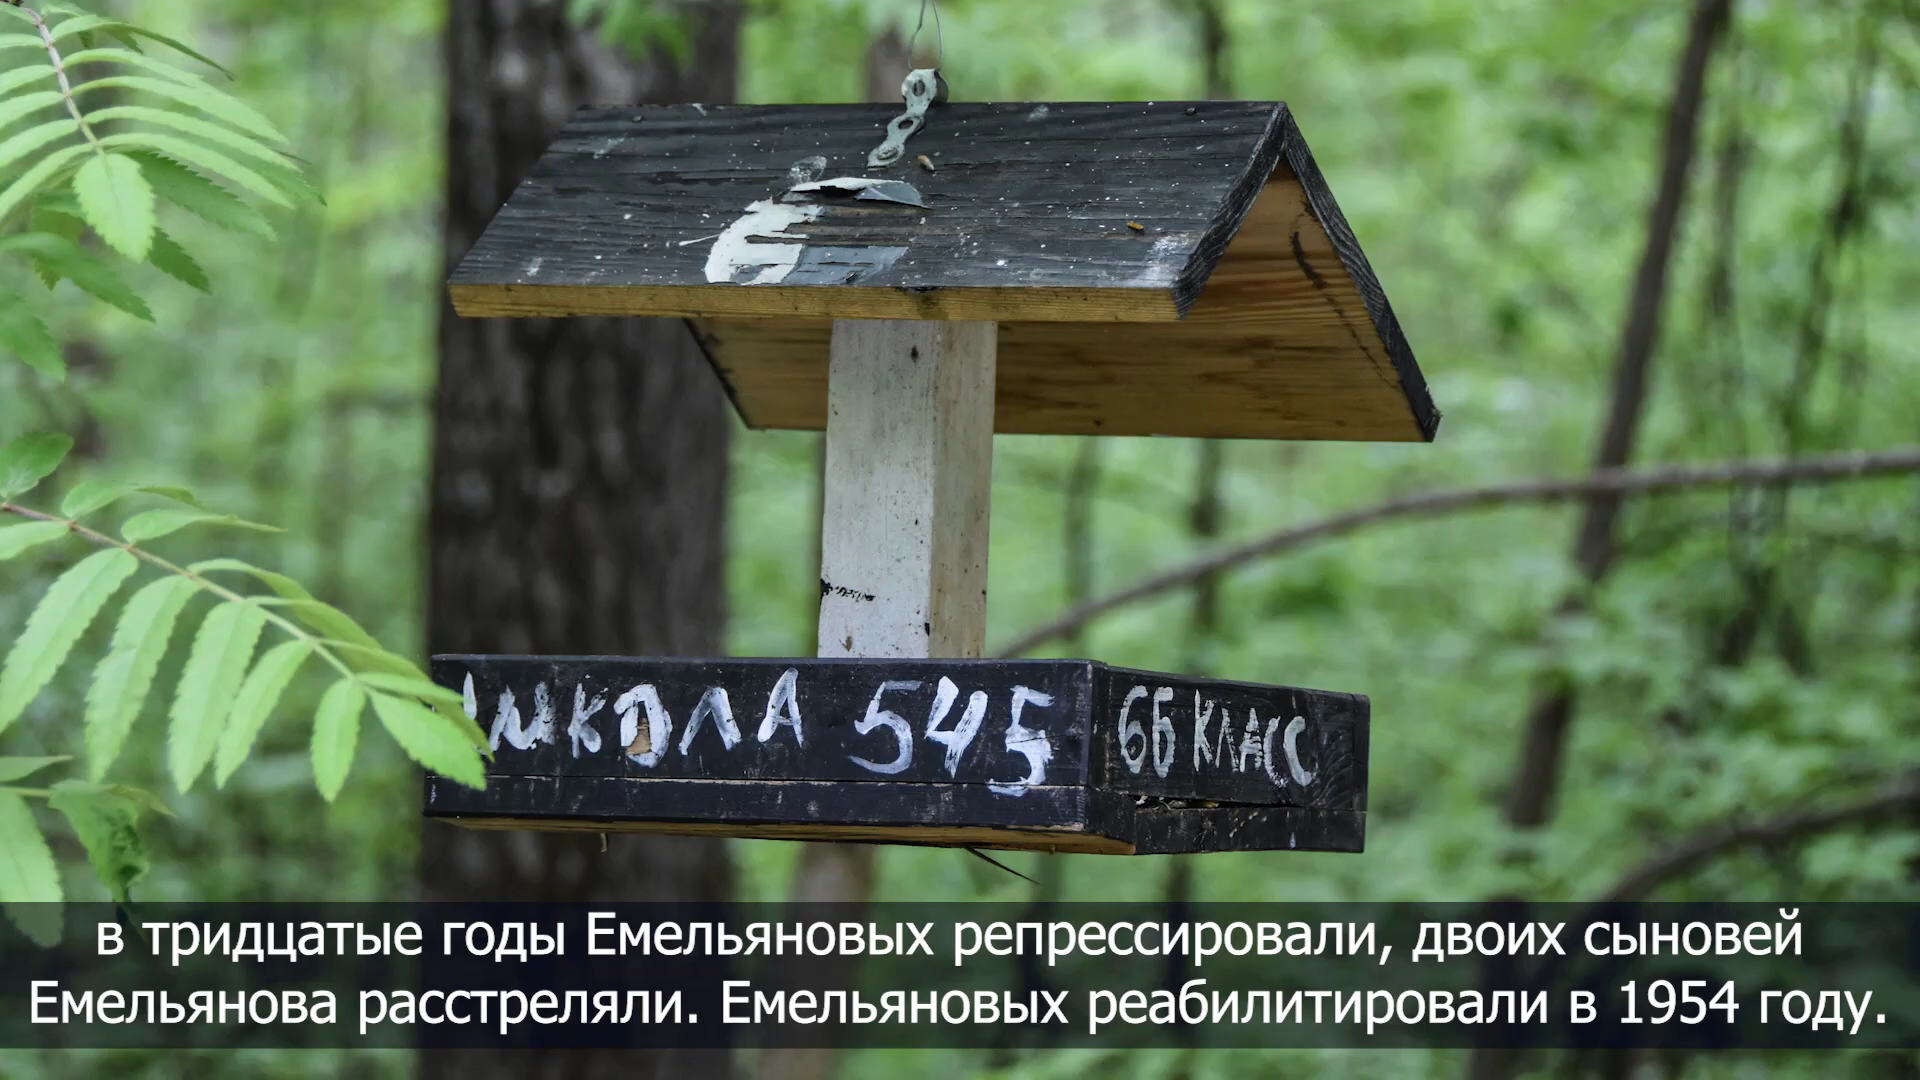 ШКОЛА 545
6Б КЛАСС
в тридцатые годы Емельяновых репрессировали, двоих сыновей
Емельянова расстреляли. Емельяновых реабилитировали в 1954 году.